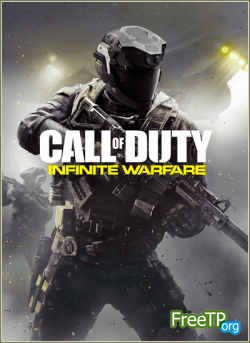 CALL OF DUTY
INFINITE WARFARE
FreeTP
.org